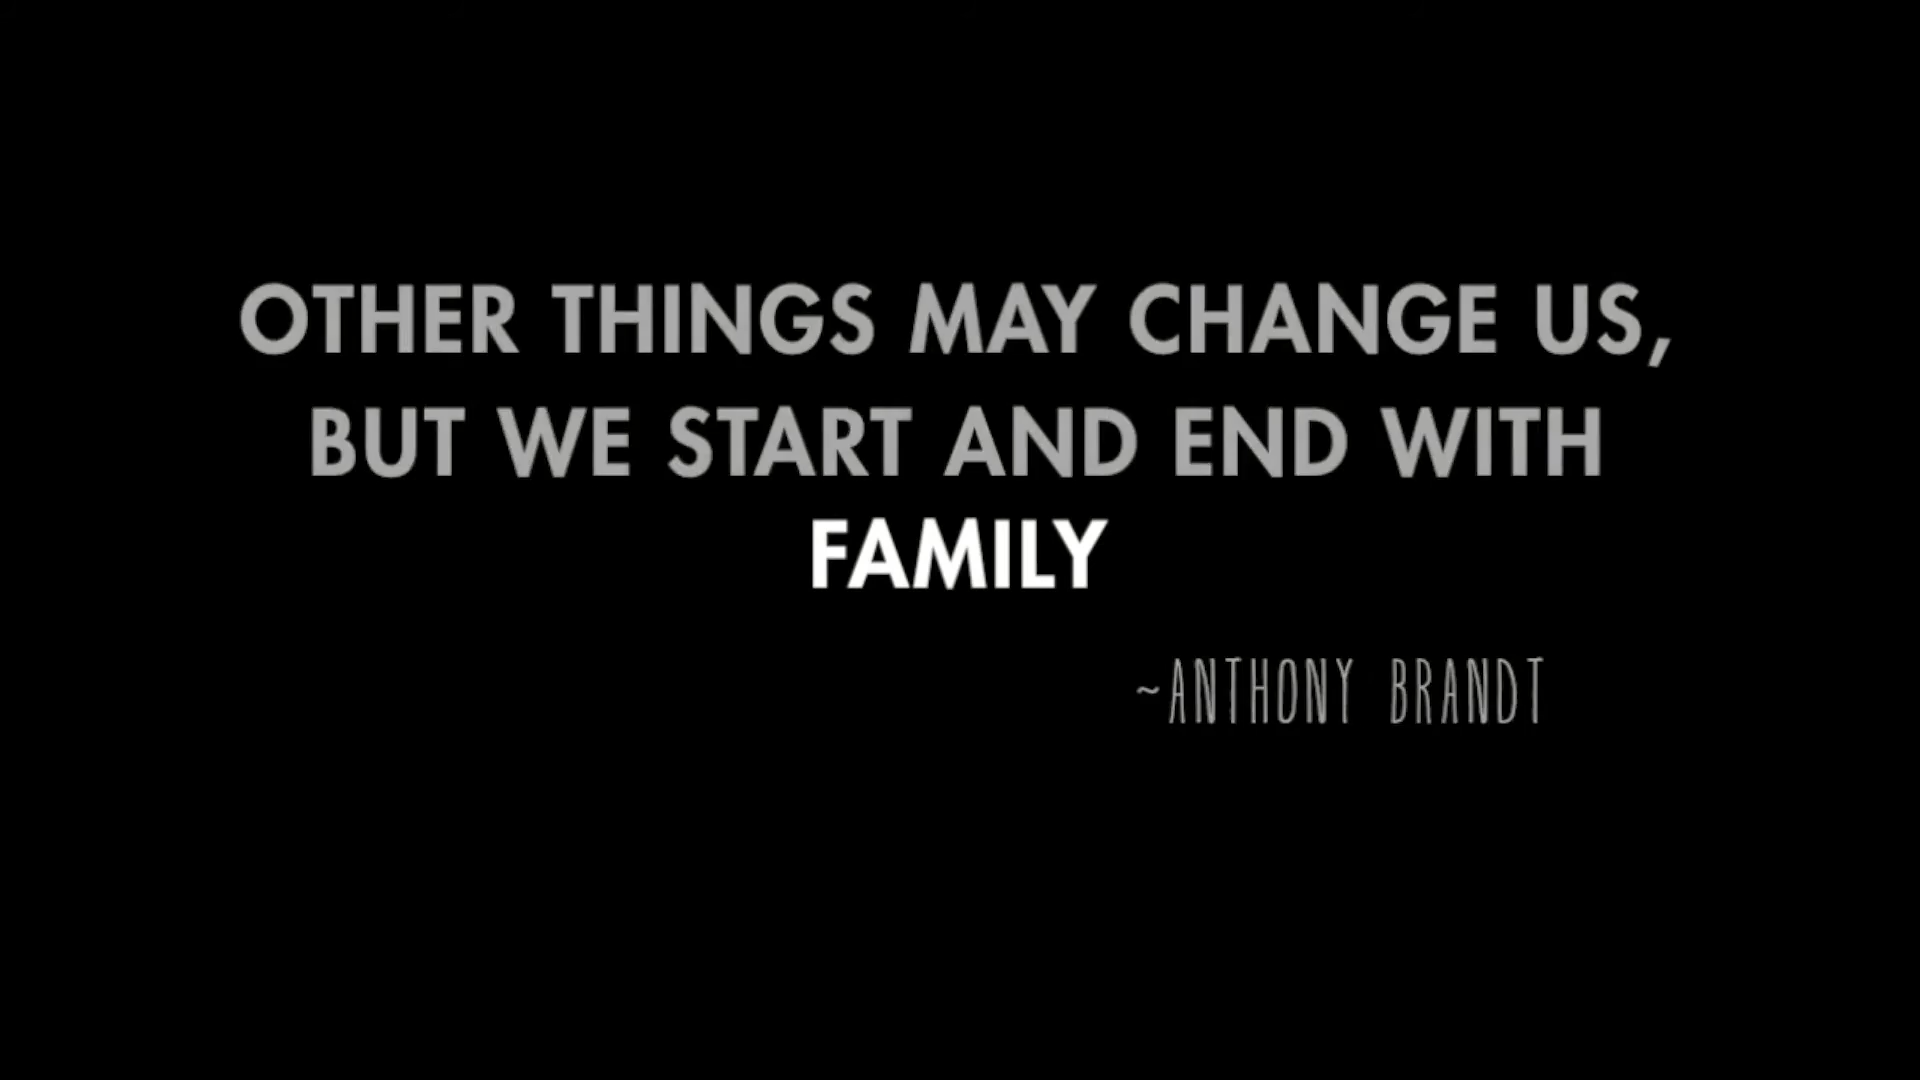 OTHER THINGS MAY CHANGE US,
BUT WE START AND END WITH
FAMILY
~ANTHONY BRANDT